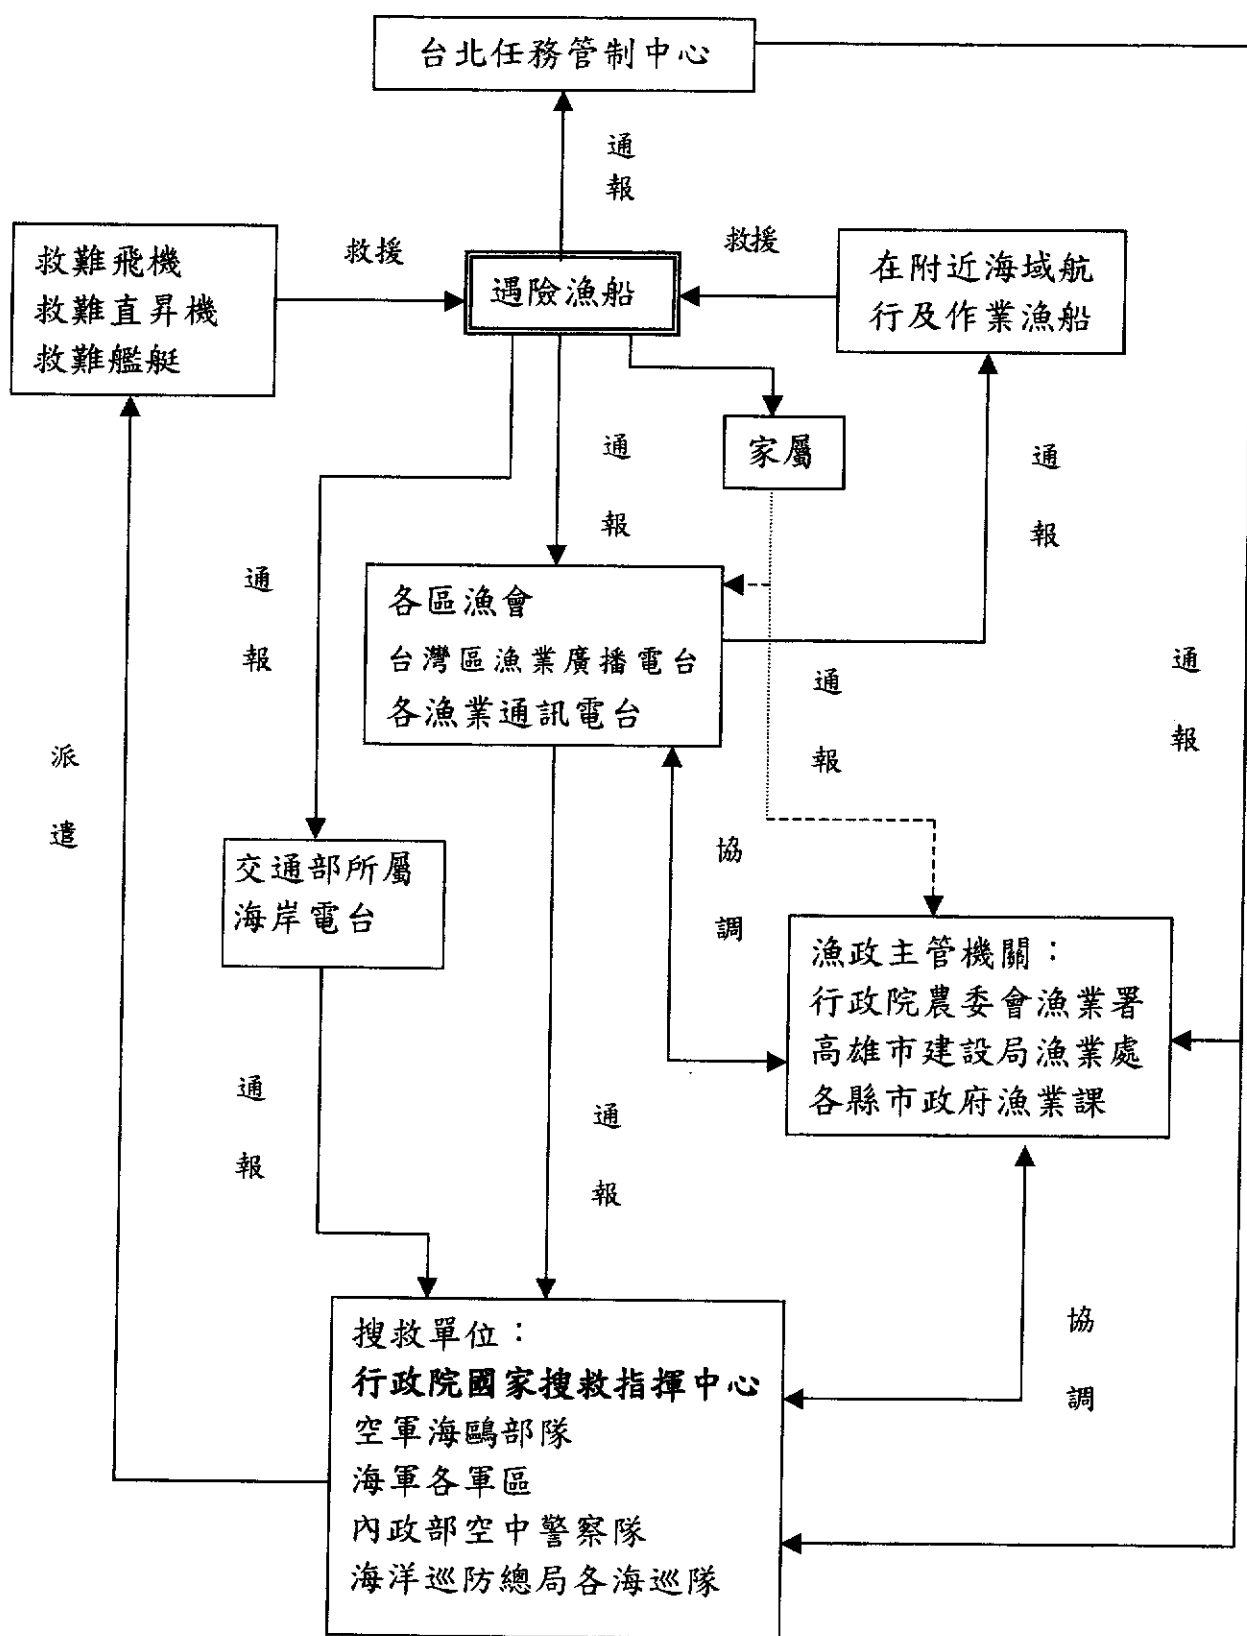 台北任務管制中心
通
報
救難飛機
救難直昇機
救難艦艇
救援
遇險漁船
救援
在附近海域航
行及作業漁船
通
報
家屬
通
報
通
報
各區漁會
台灣區漁業廣播電台
各漁業通訊電台
通
報
通
報
派
遣
交通部所屬
海岸電台
協
調
漁政主管機關：
行政院農委會漁業署
高雄市建設局漁業處
各縣市政府漁業課
通
報
通
報
搜救單位：
行政院國家搜救指揮中心
空軍海鷗部隊
海軍各軍區
內政部空中警察隊
海洋巡防總局各海巡隊
協
調